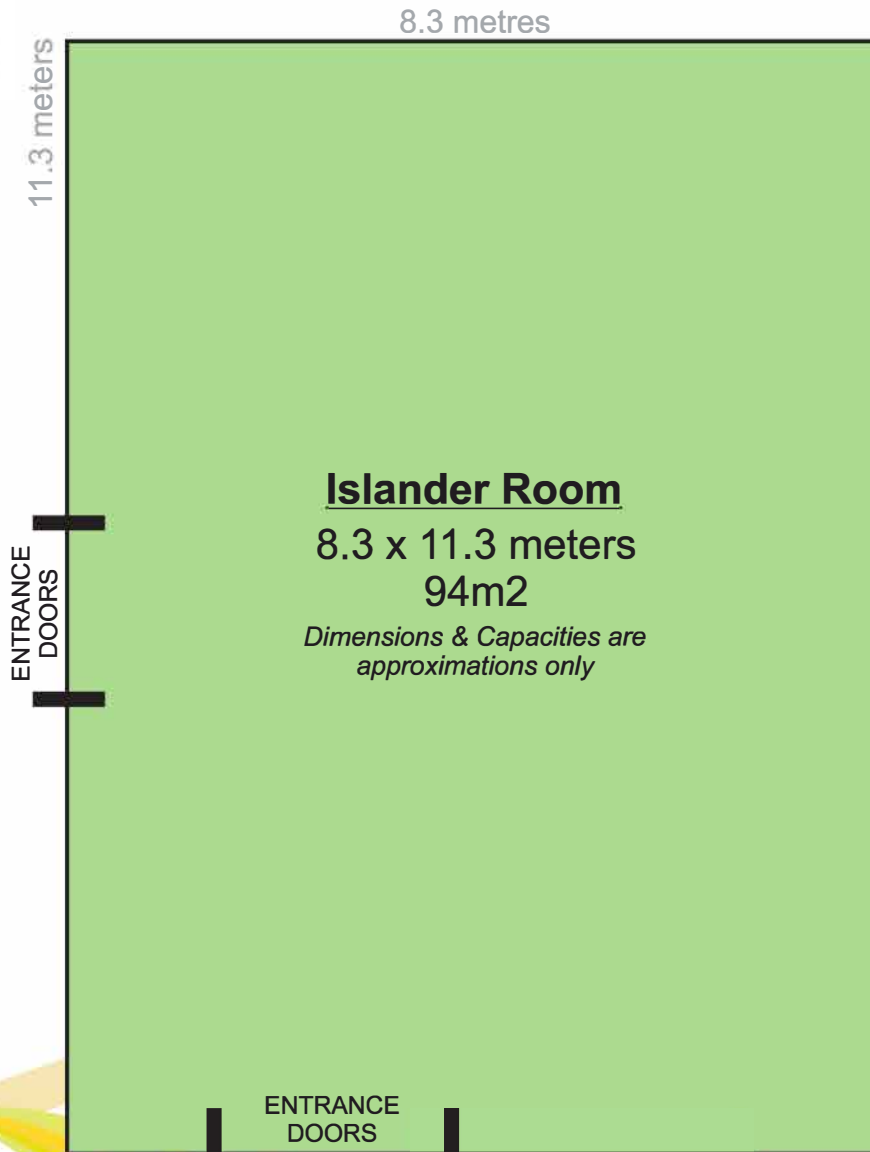 8.3 metres
11.3 meters
Islander Room
8.3 x 11.3 meters
94m2
Dimensions & Capacities are
approximations only
ENTRANCE
DOORS
ENTRANCE
DOORS